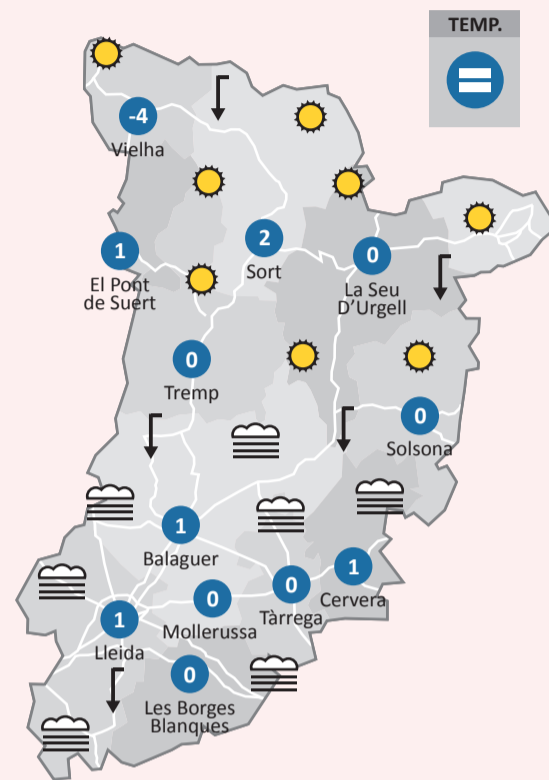 TEMP.
-4
Vielha
1
El Pont
de Suert
2
Sort
0
La Seu
D’Urgell
0
Tremp
0
Solsona
1
Balaguer
1
Cervera
0
Tàrrega
0
Mollerussa
1
Lleida
0
Les Borges
Blanques